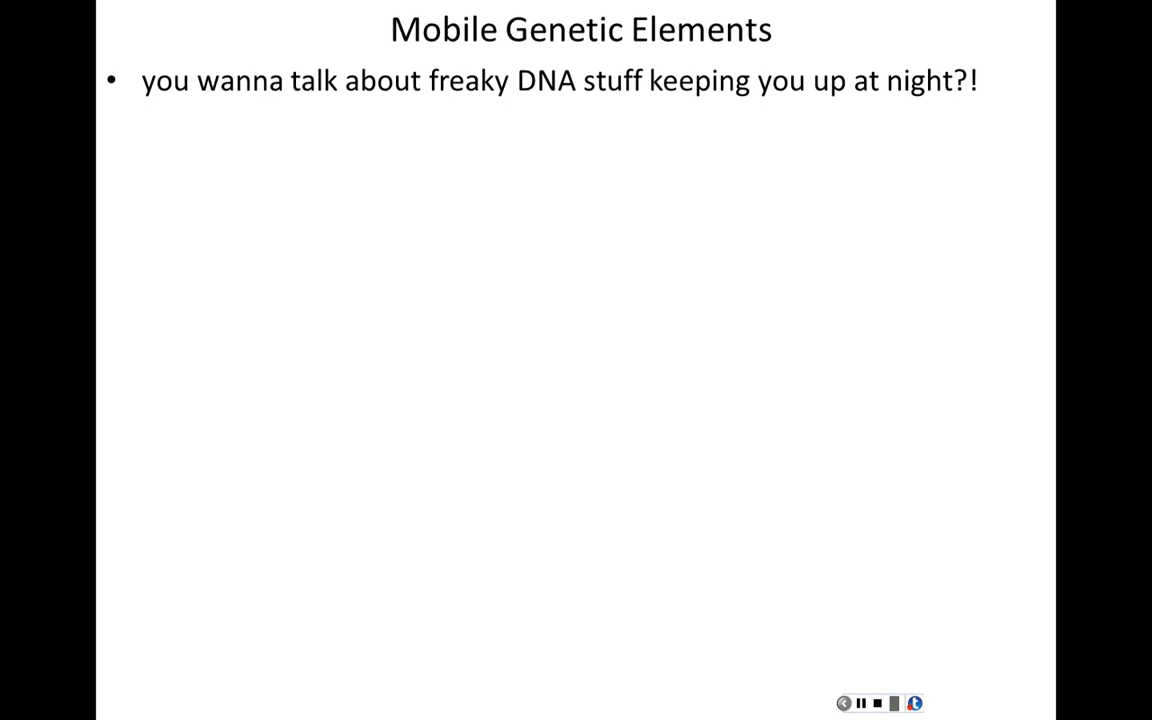 Mobile Genetic Elements
• you wanna talk about freaky DNA stuff keeping you up at night?!